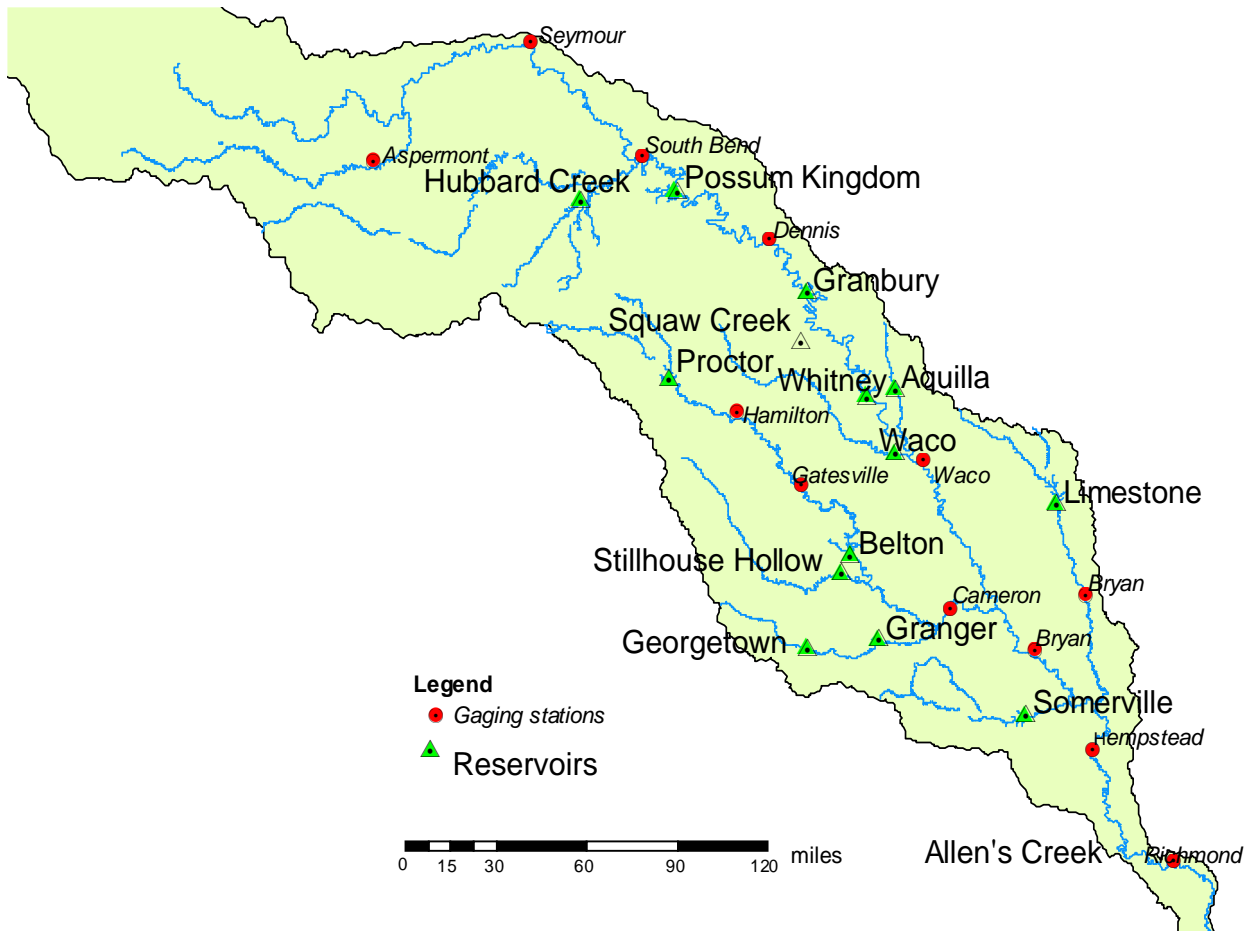 Seymour
South Bend
Aspermont
Hubbard Creek
Possum Kingdom
Dennis
Granbury
Squaw Creek
Proctor
Whitney
Aquilla
Hamilton
Waco
Gatesville
Waco
Limestone
Belton
Stillhouse Hollow
Cameron
Bryan
Georgetown
Granger
Bryan
Legend
Gaging stations
Somerville
Hempstead
Reservoirs
0 15 30 60 90 120 miles
Allen's Creek
Richmond